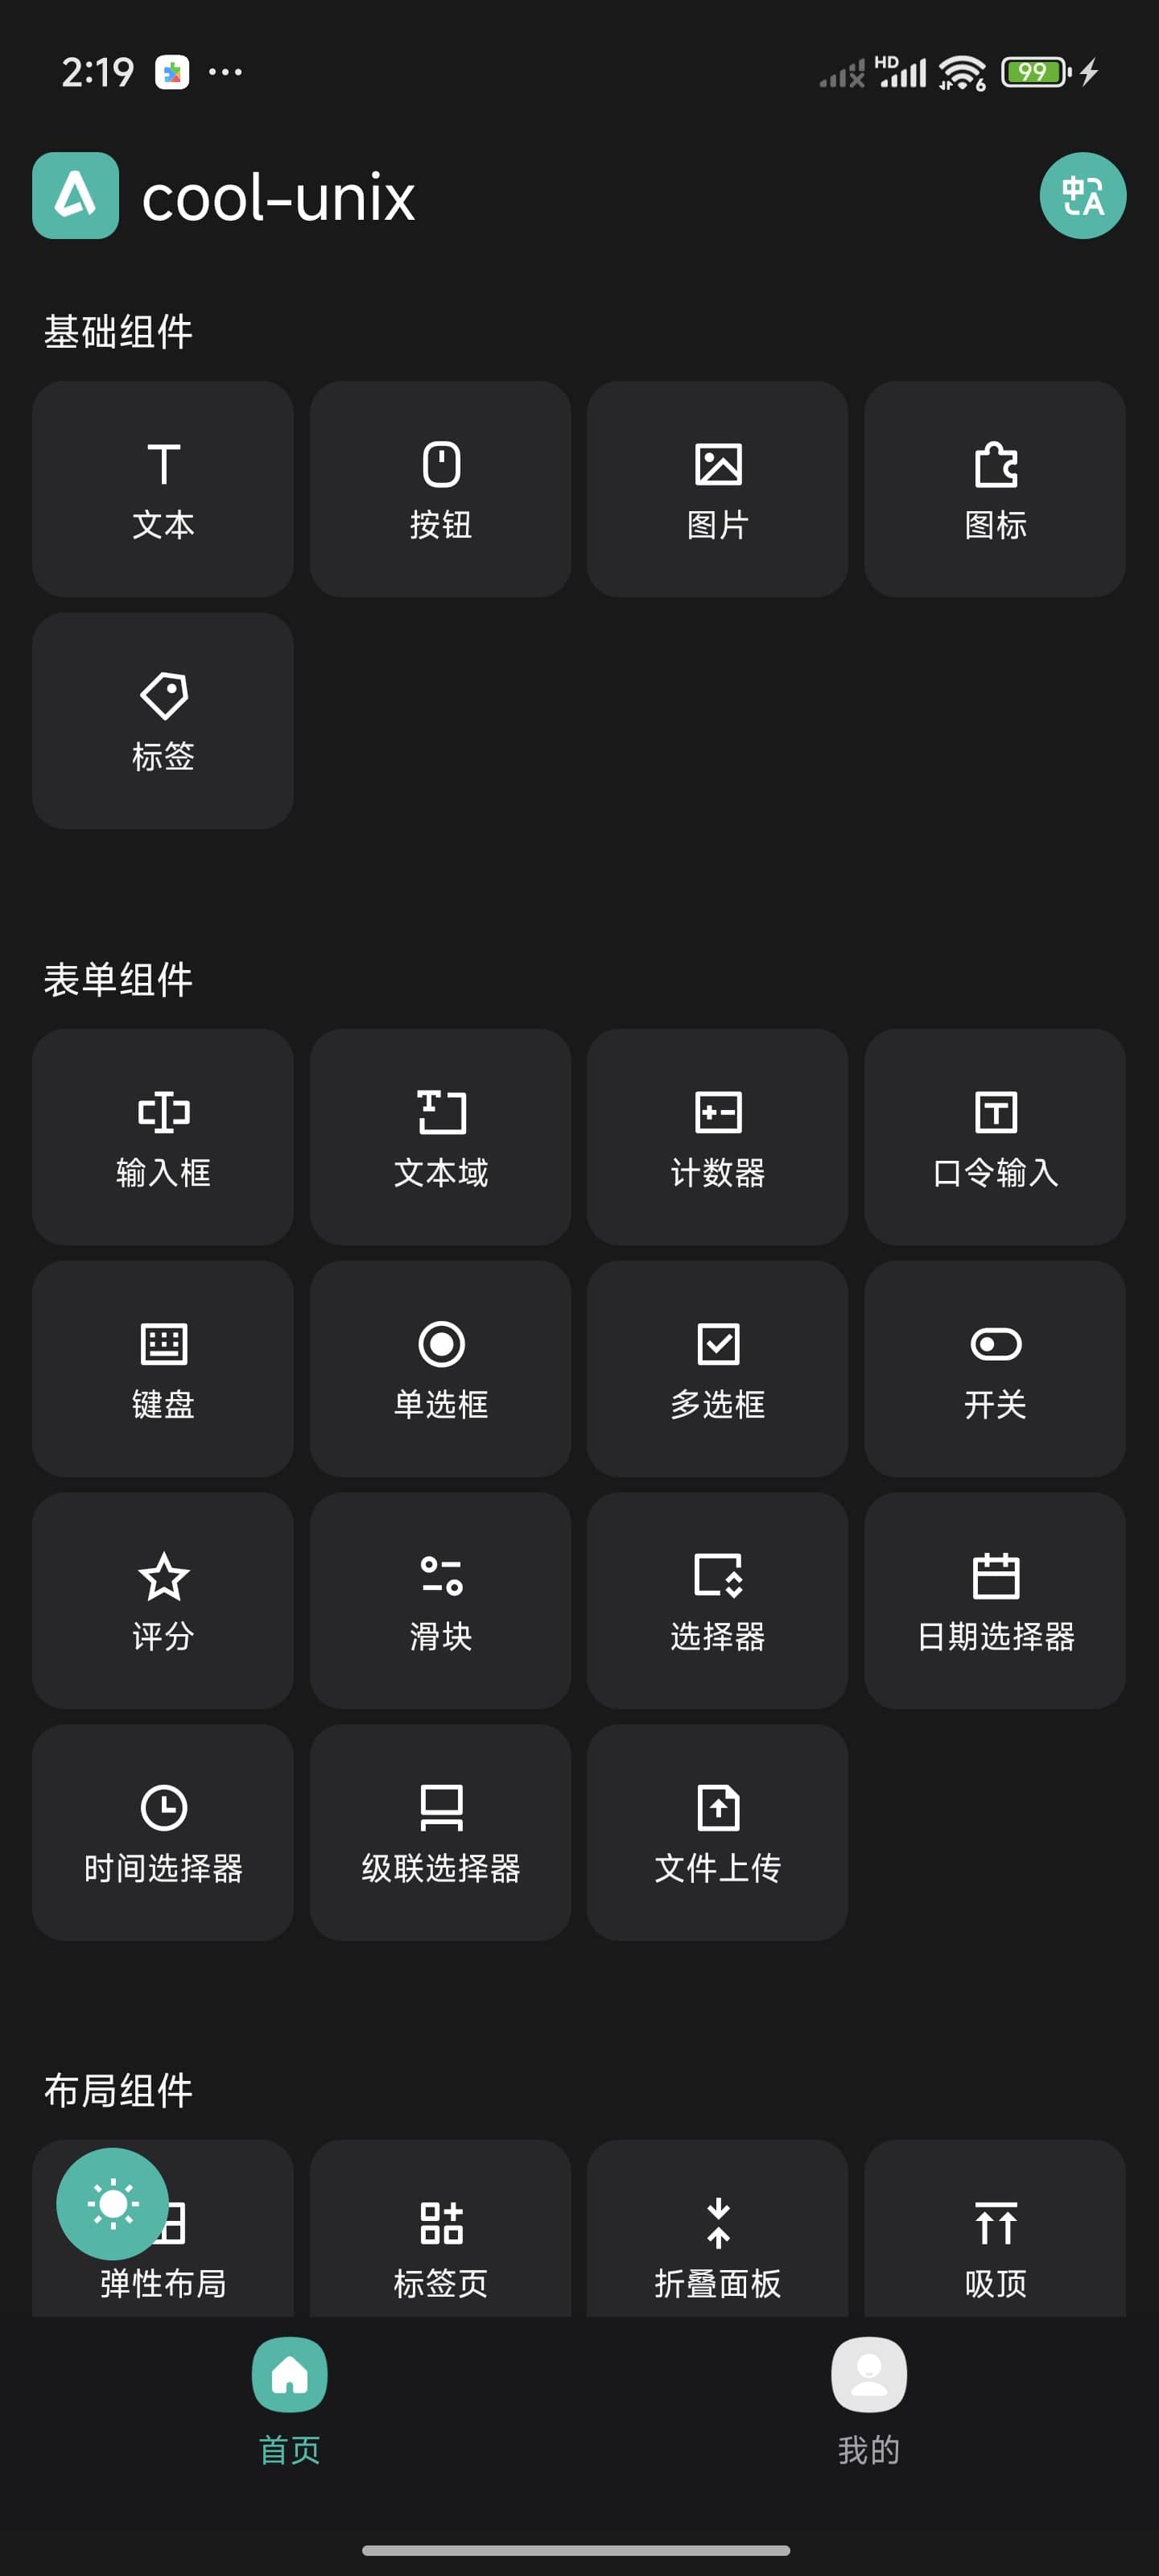 2:19
HD
6
99
cool-unix
中A
基础组件
文本
按钮
图片
图标
标签
表单组件
输入框
文本域
计数器
口令输入
键盘
单选框
多选框
开关
评分
滑块
选择器
日期选择器
时间选择器
级联选择器
文件上传
布局组件
弹性布局
标签页
折叠面板
吸顶
首页
我的